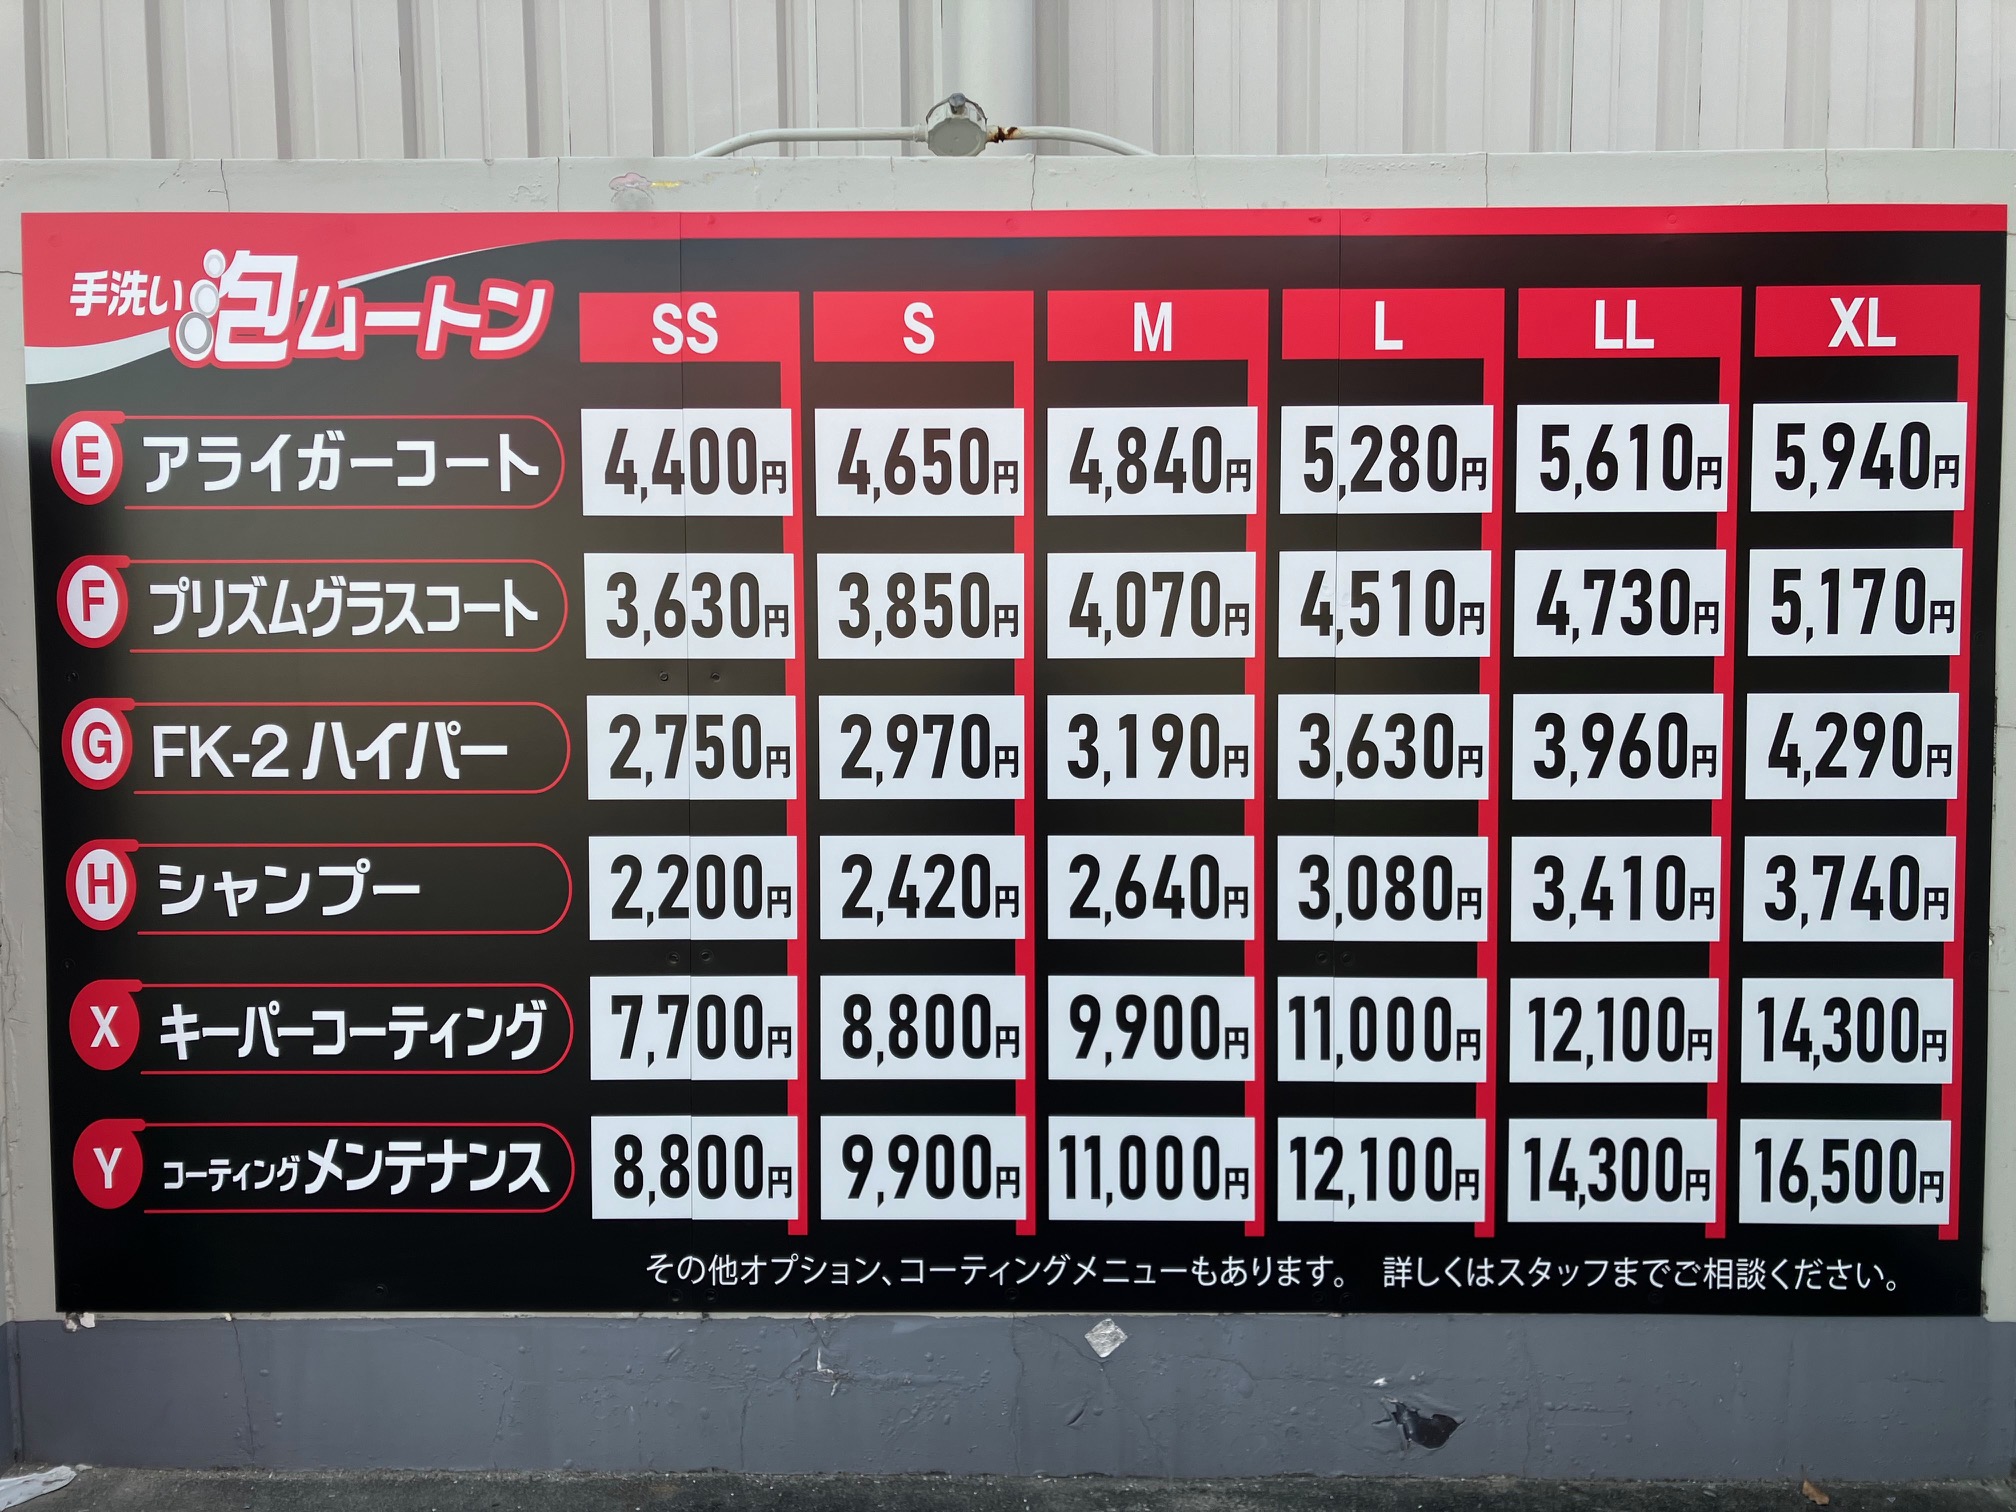 手洗い泡ムートン
SS S M L LL XL
E アライガーコート 4,400円 4,650円 4,840円 5,280円 5,610円 5,940円
F プリズムグラスコート 3,630円 3,850円 4,070円 4,510円 4,730円 5,170円
G FK-2 ハイパー 2,750円 2,970円 3,190円 3,630円 3,960円 4,290円
H シャンプー 2,200円 2,420円 2,640円 3,080円 3,410円 3,740円
X キーパーコーティング 7,700円 8,800円 9,900円 11,000円 12,100円 14,300円
Y コーティングメンテナンス 8,800円 9,900円 11,000円 12,100円 14,300円 16,500円
その他オプション、コーティングメニューもあります。 詳しくはスタッフまでご相談ください。